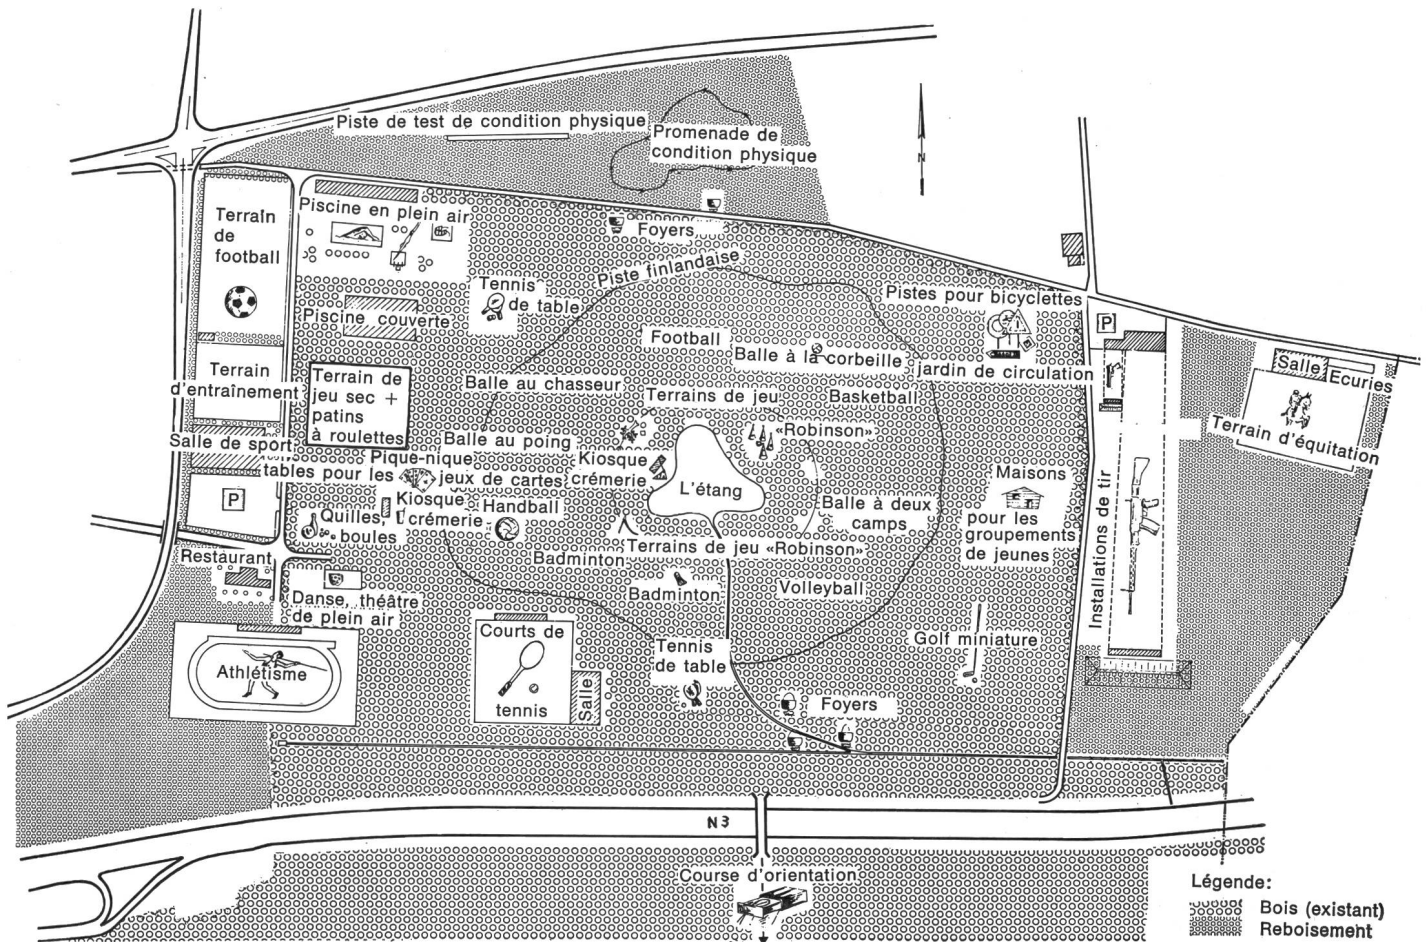 Piste de test de condition physique
Promenade de
condition physique
N
Terrain
de
football
Piscine en plein air
Foyers
Piste finlandaise
Tennis
de table
Pistes pour bicyclettes
P
Piscine couverte
Football
Balle à la corbeille
jardin de circulation
Salle
Ecuries
Terrain
d'entraînement
Terrain de
jeu sec +
patins
à roulettes
Balle au chasseur
Terrains de jeu
Basketball
«Robinson»
Terrain d'équitation
Salle de sport
Balle au poing
Pique-nique
tables pour les
jeux de cartes
Kiosque
crémerie
L'étang
Maisons
pour les
groupements
de jeunes
P
Kiosque
crémerie
Handball
Balle à deux
camps
Quilles,
boules
Installations de tir
Restaurant
Badminton
Terrains de jeu «Robinson»
Danse, théâtre
de plein air
Badminton
Volleyball
Courts de
tennis
Salle
Golf miniature
Athlétisme
Tennis
de table
Foyers
N3
Course d'orientation
Légende:
Bois (existant)
Reboisement